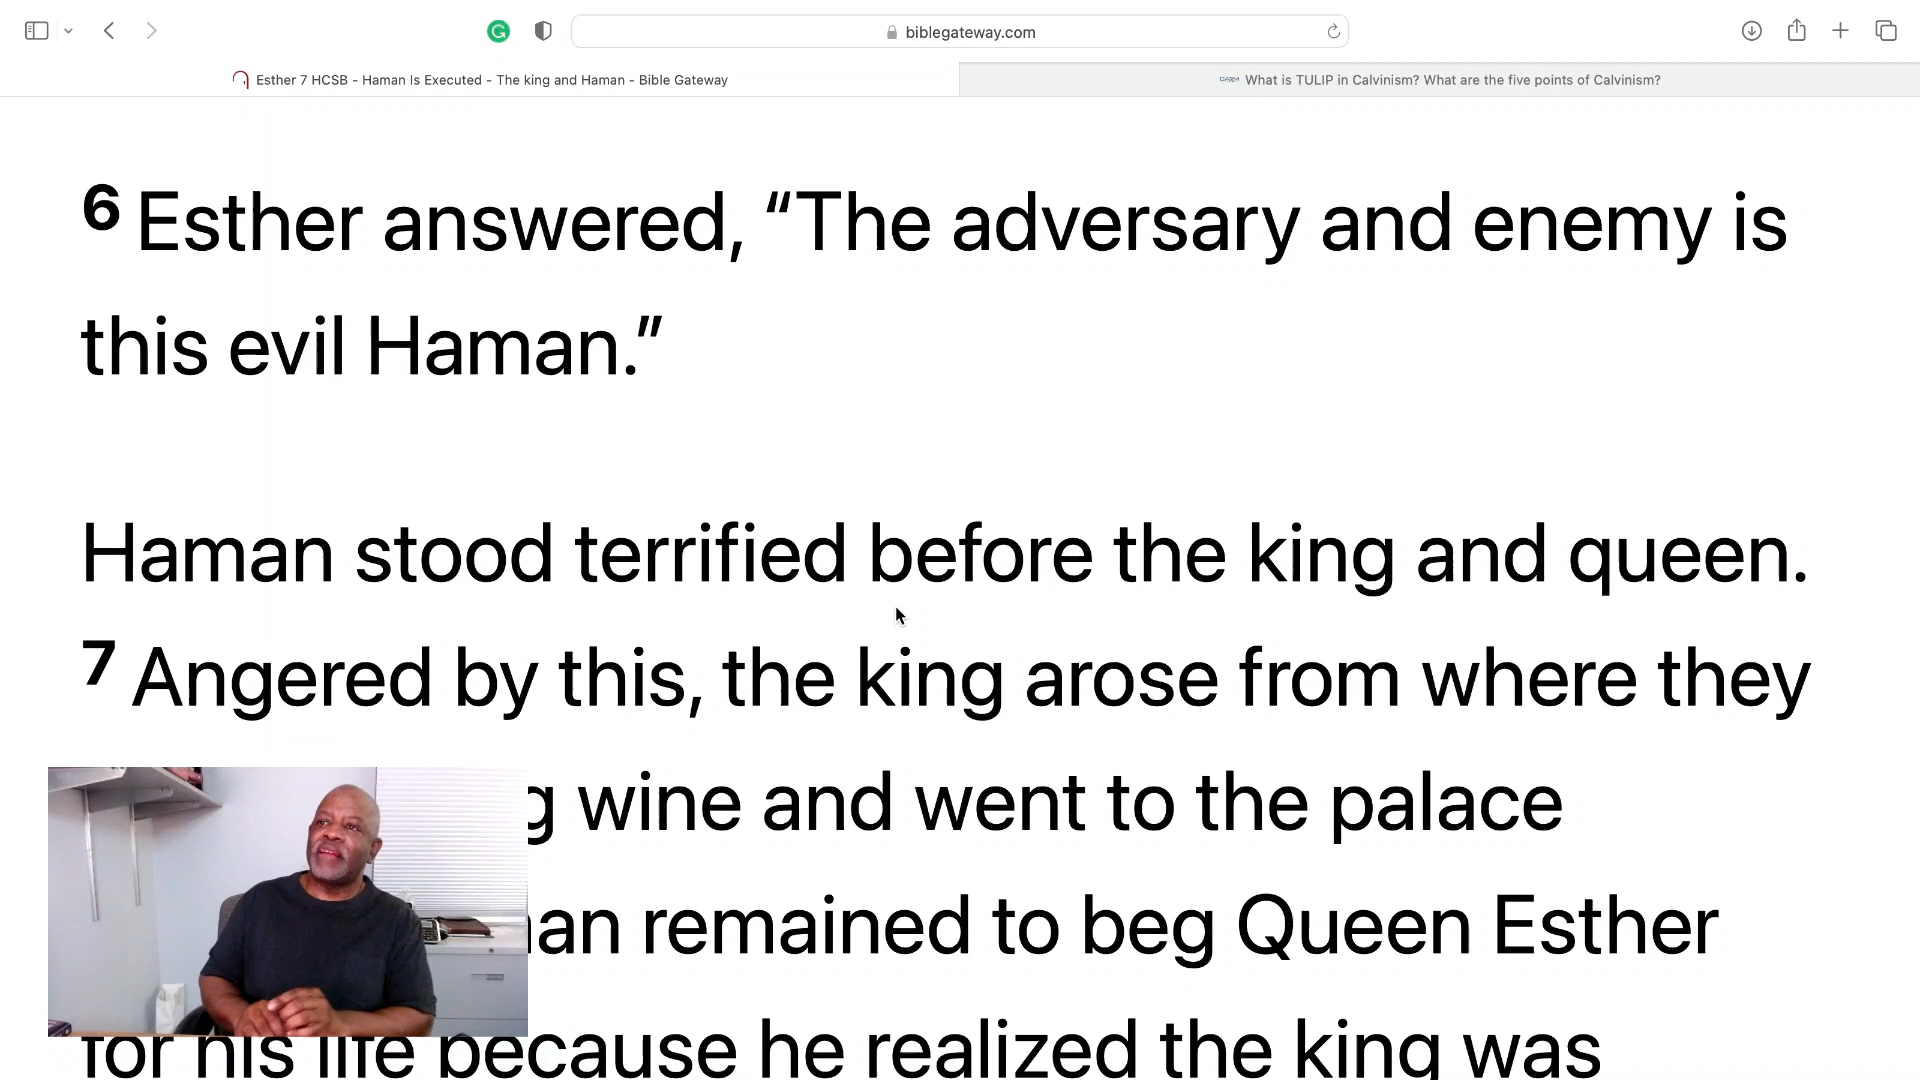 biblegateway.com
Esther 7 HCSB - Haman Is Executed - The king and Haman - Bible Gateway
What is TULIP in Calvinism? What are the five points of Calvinism?
6 Esther answered, “The adversary and enemy is
this evil Haman.”
Haman stood terrified before the king and queen.
7 Angered by this, the king arose from where they
wine and went to the palace
remained to beg Queen Esther
for his life because he realized the king was